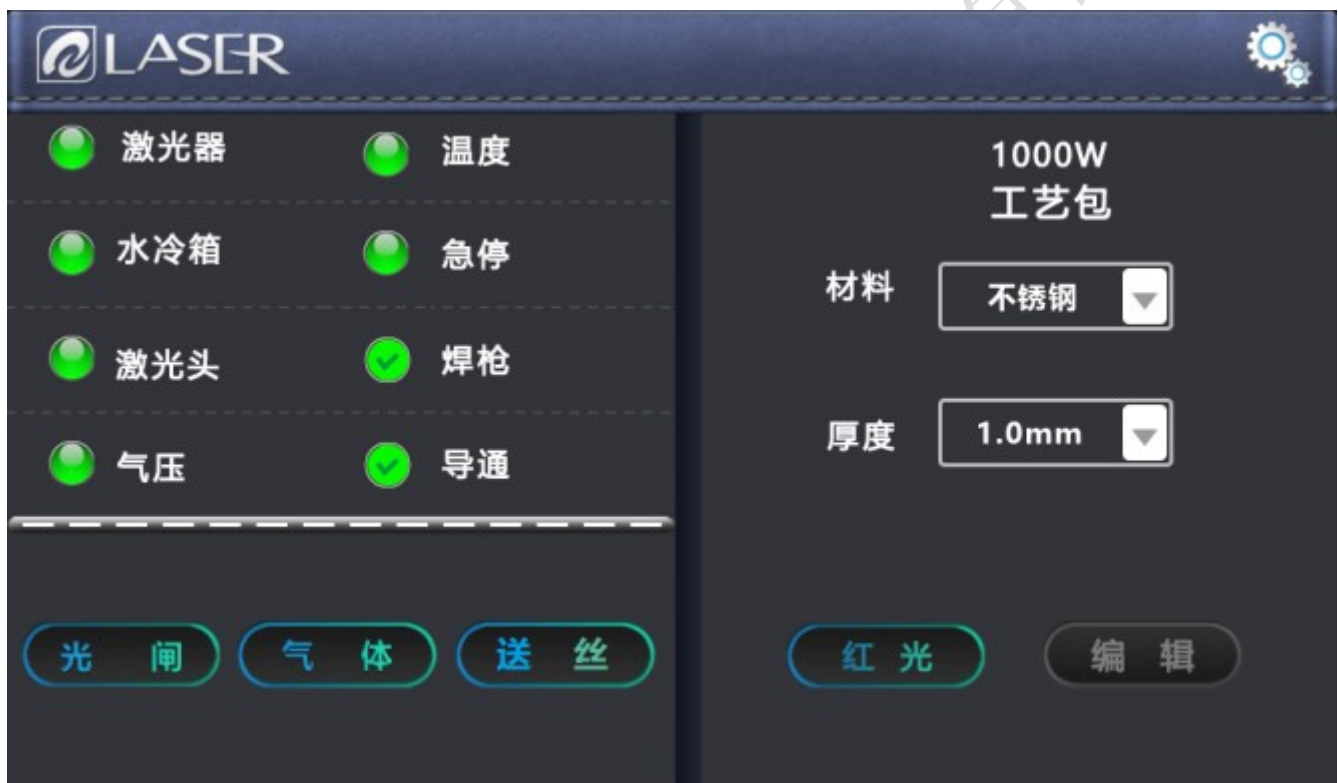 LASER
激光器
温度
水冷箱
急停
激光头
焊枪
气压
导通
光 闸
气 体
送 丝
1000W
工艺包
材料
不锈钢
厚度
1.0mm
红 光
编 辑